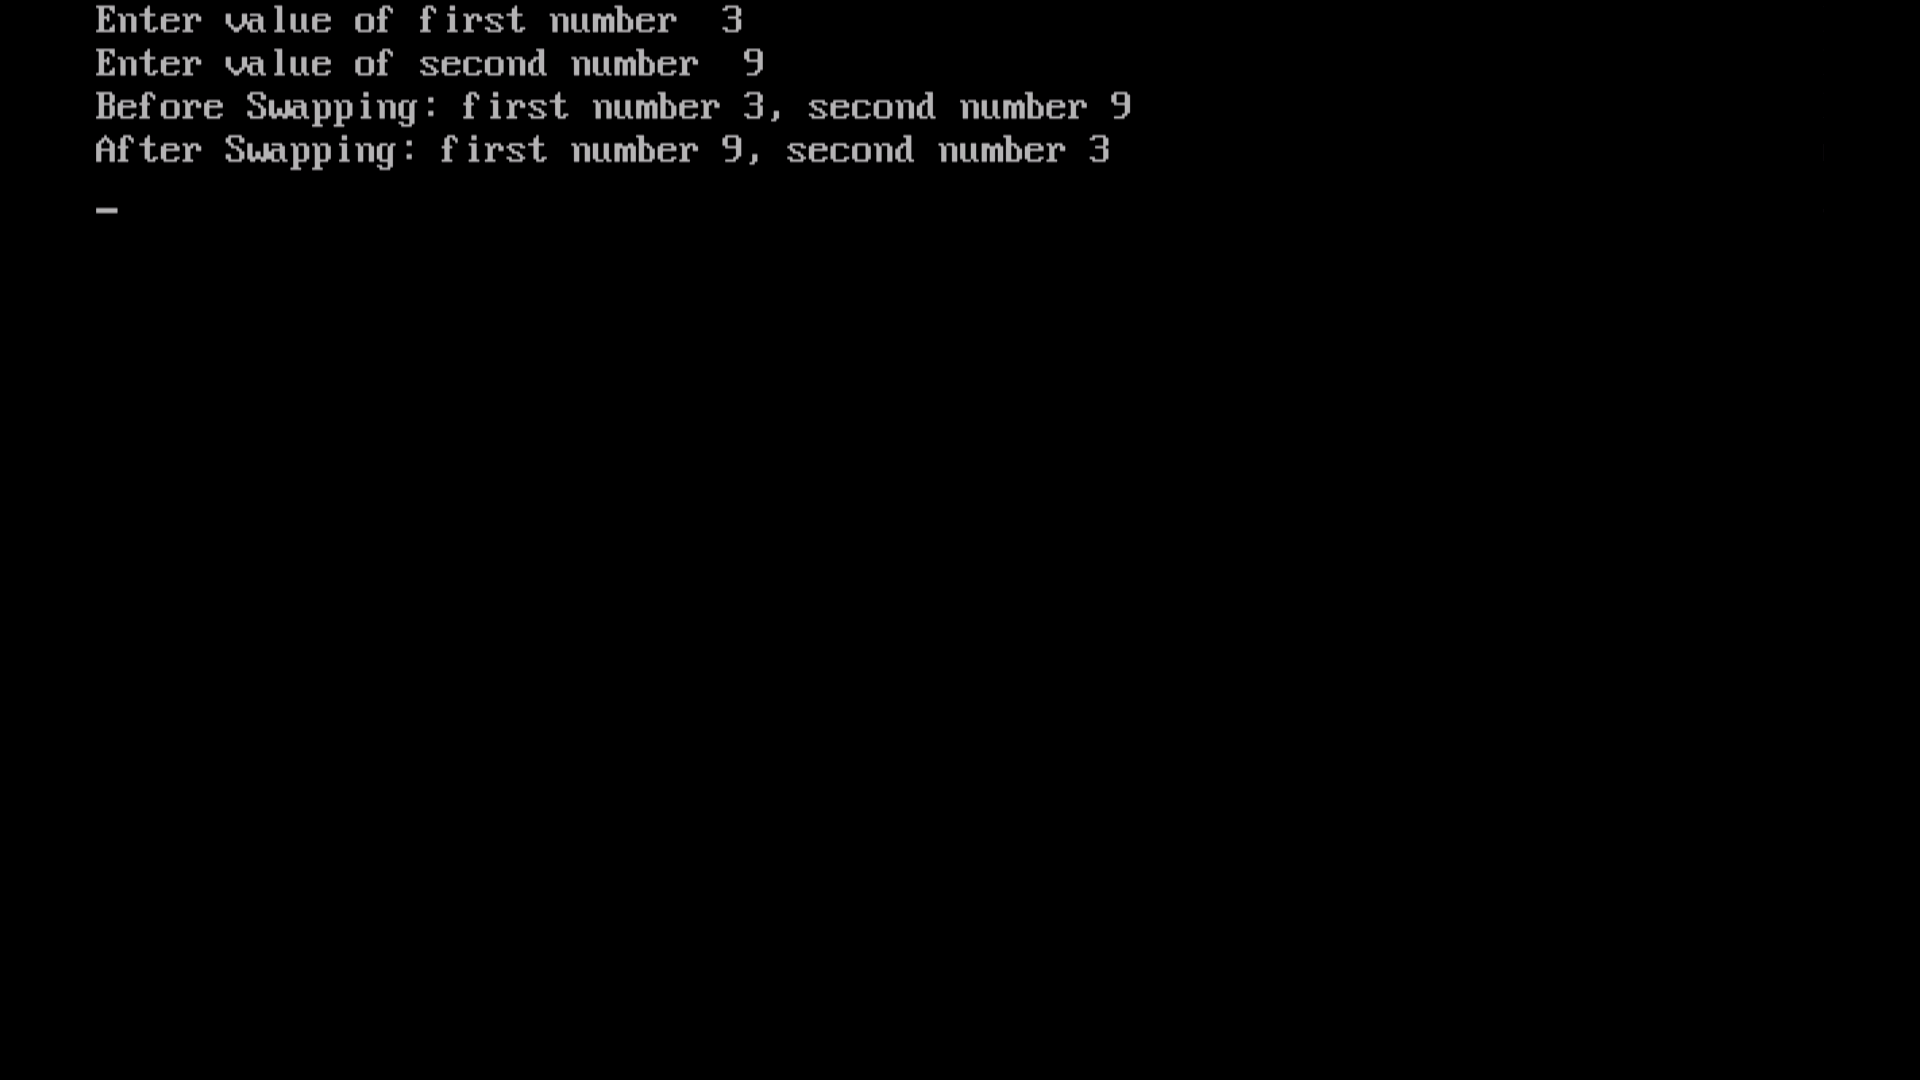 Enter value of first number  3
Enter value of second number  9
Before Swapping: first number 3, second number 9
After Swapping: first number 9, second number 3
_